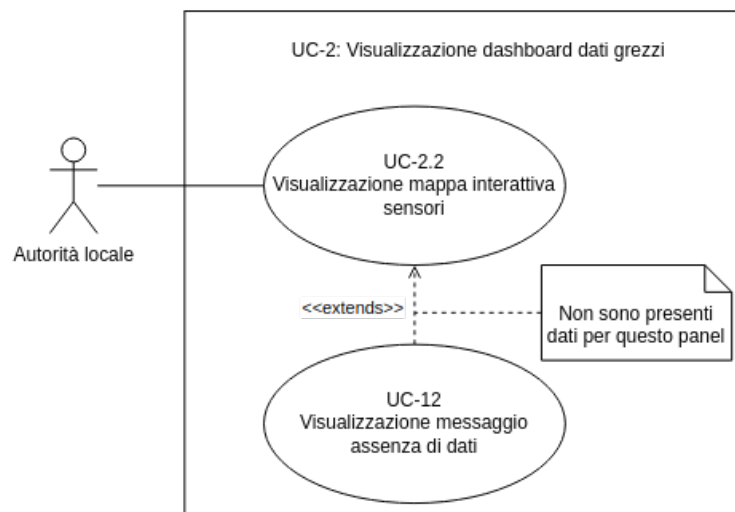 UC-2: Visualizzazione dashboard dati grezzi
UC-2.2
Visualizzazione mappa interattiva
sensori
Autorità locale
<<extends>>
Non sono presenti
dati per questo panel
UC-12
Visualizzazione messaggio
assenza di dati